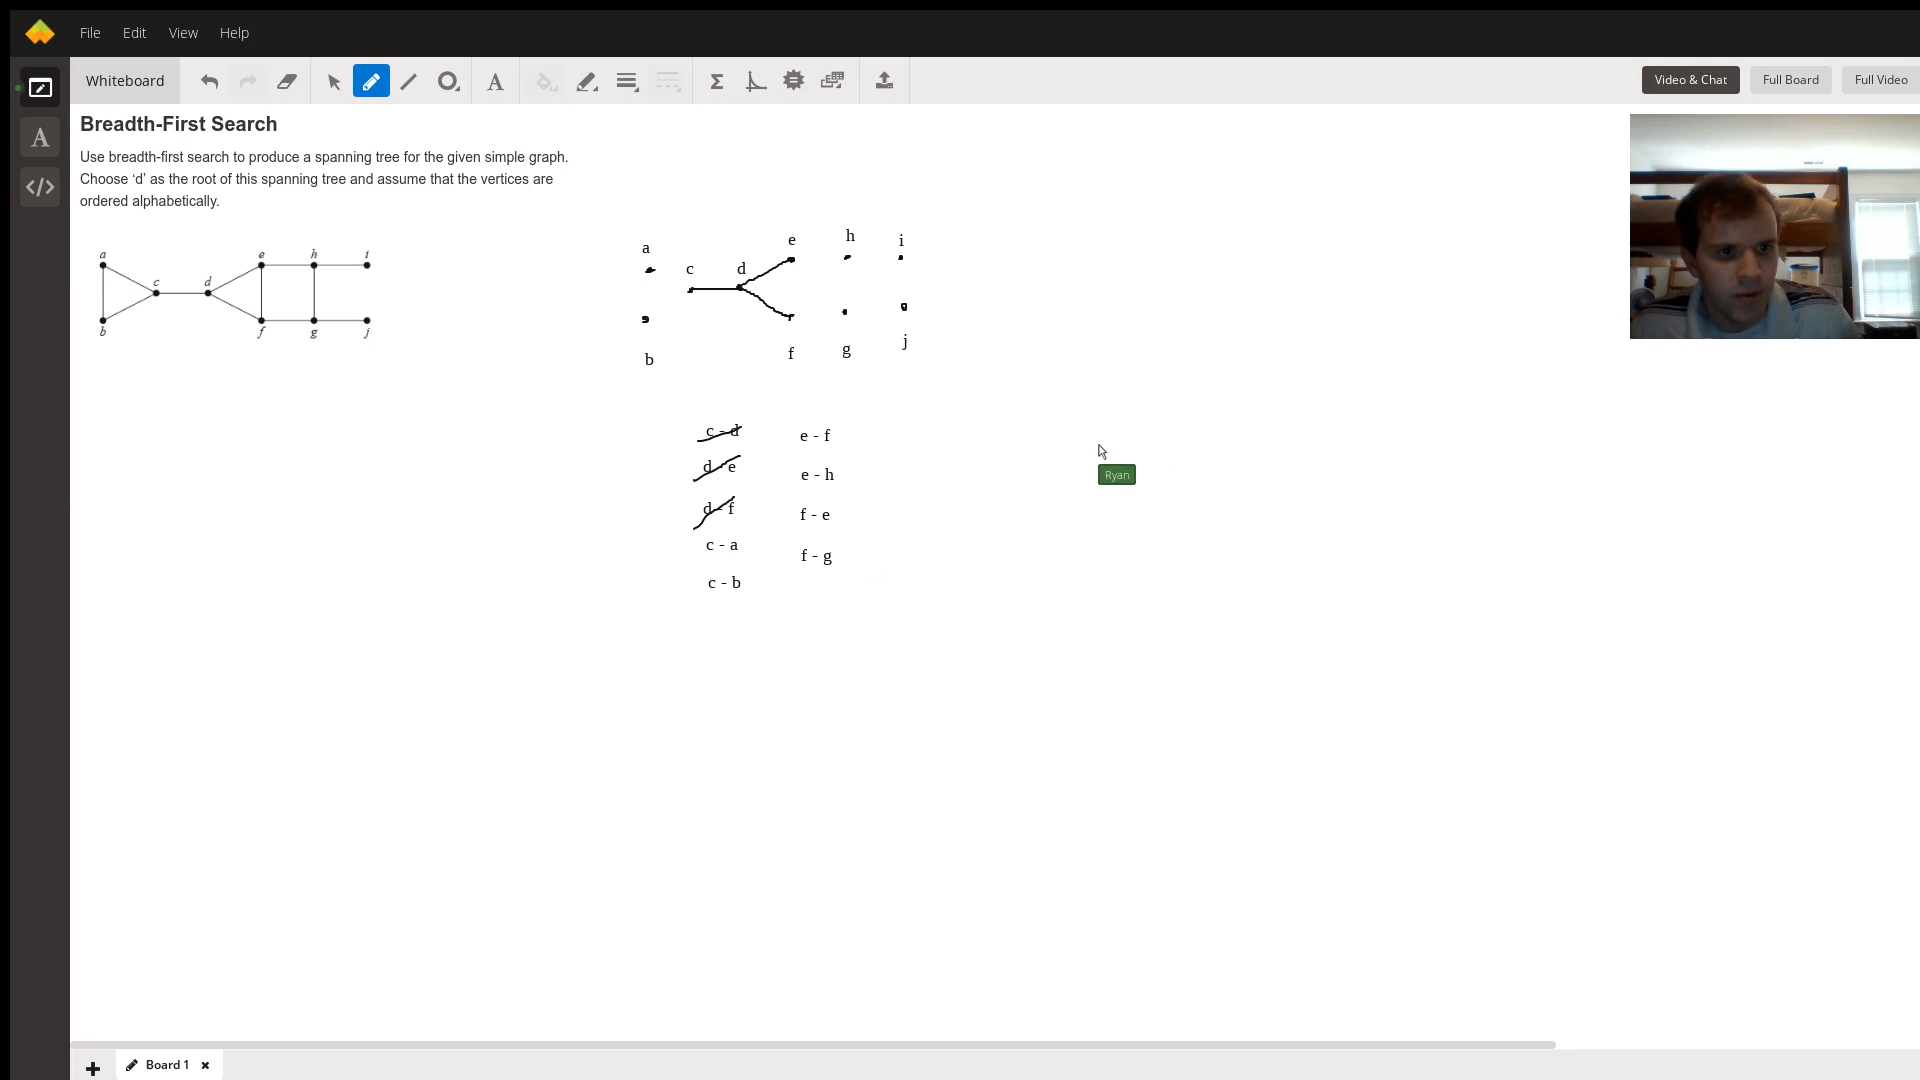 File Edit View Help
Whiteboard
Video & Chat Full Board Full Video
Breadth-First Search
Use breadth-first search to produce a spanning tree for the given simple graph.
Choose ‘d’ as the root of this spanning tree and assume that the vertices are
ordered alphabetically.
a e h i
c d
b f g j
a e h i
c d
b f g j
c - d
d - e
d - f
c - a
c - b
e - f
e - h
f - e
f - g
Ryan
Board 1